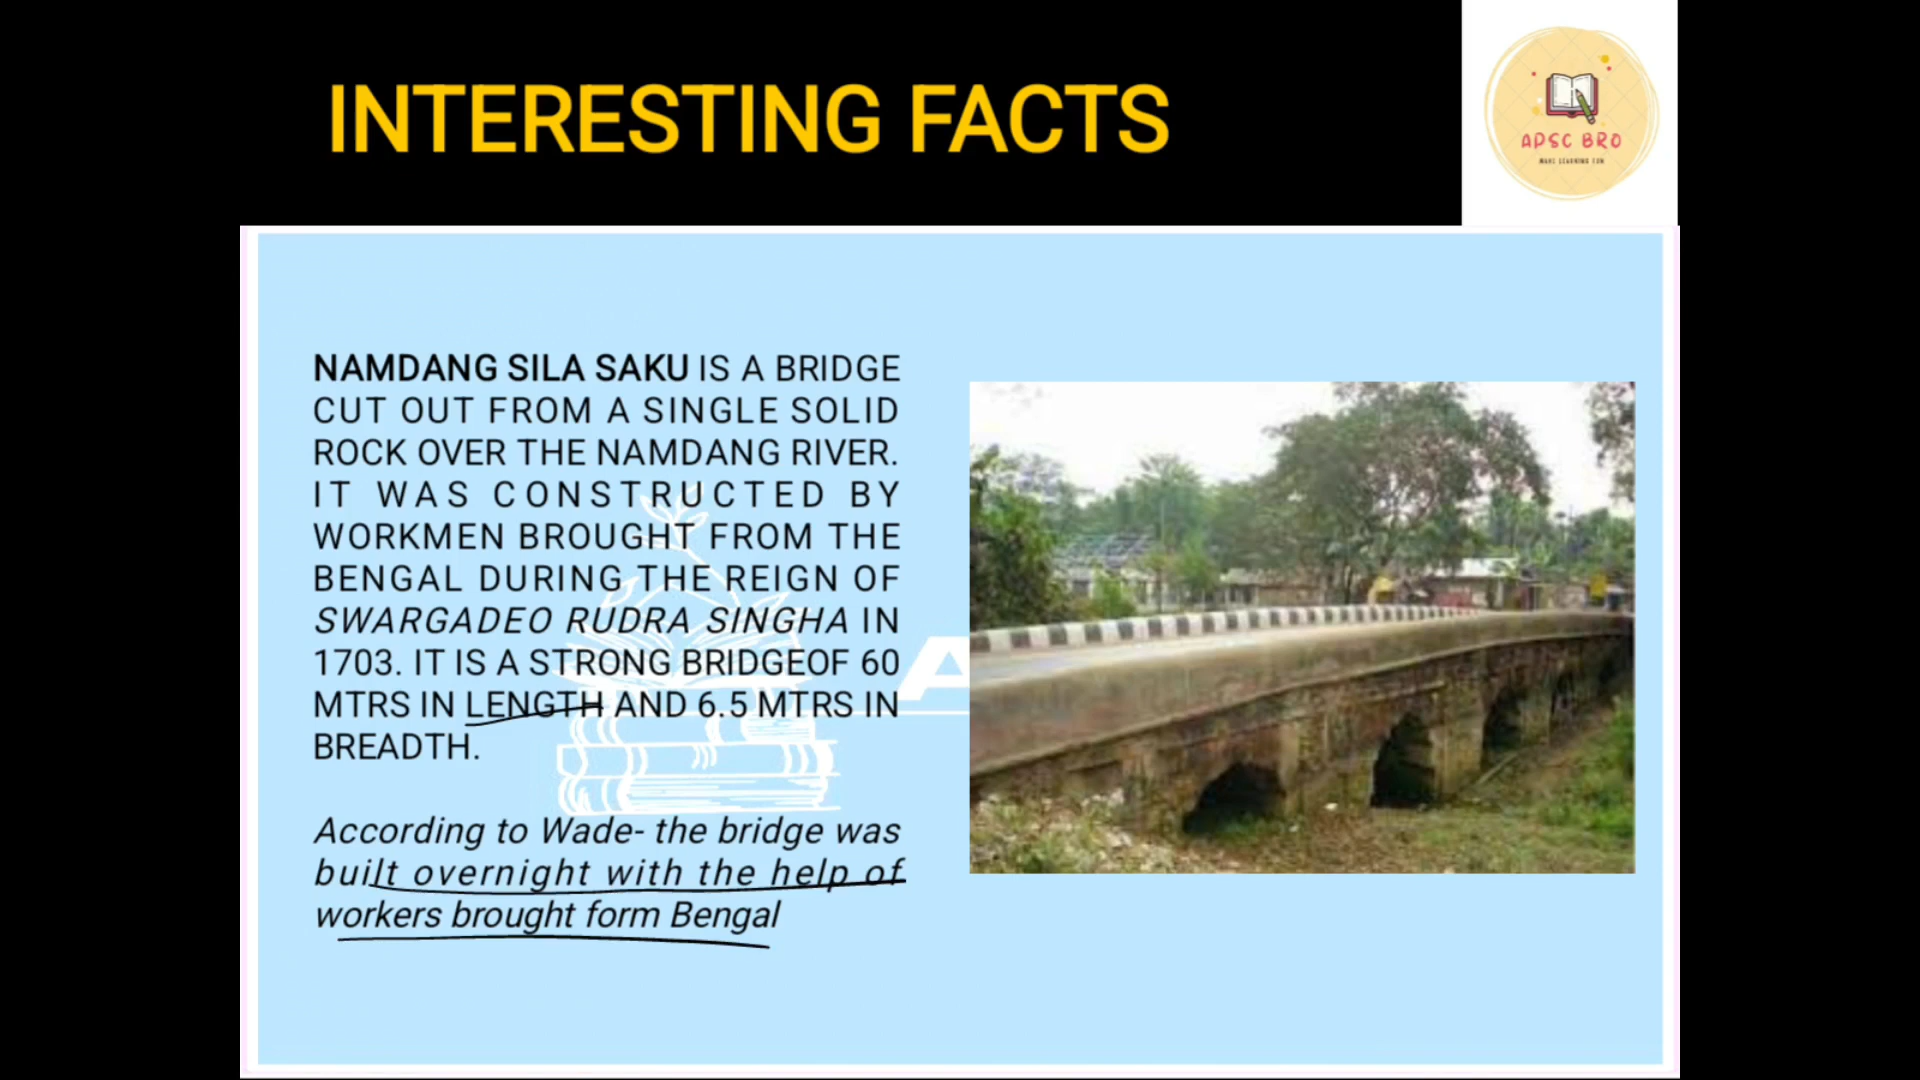 INTERESTING FACTS
APSC BRO
MAKE LEARNING FUN
NAMDANG SILA SAKU IS A BRIDGE
CUT OUT FROM A SINGLE SOLID
ROCK OVER THE NAMDANG RIVER.
IT WAS CONSTRUCTED BY
WORKMEN BROUGHT FROM THE
BENGAL DURING THE REIGN OF
SWARGADEO RUDRA SINGHA IN
1703. IT IS A STRONG BRIDGEOF 60
MTRS IN LENGTH AND 6.5 MTRS IN
BREADTH.
According to Wade- the bridge was
built overnight with the help of
workers brought form Bengal
A